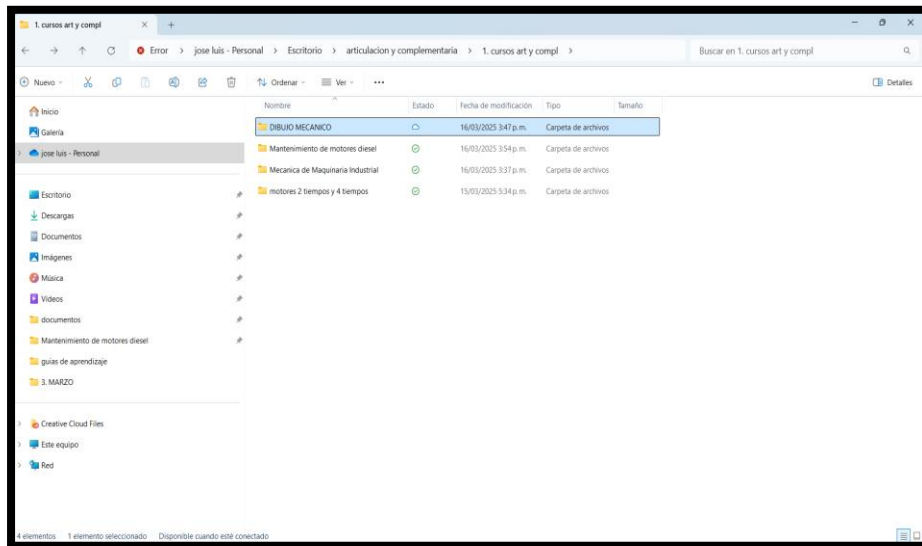 1. cursos art y compl
Error > jose luis - Personal > Escritorio > articulacion y complementaria > 1. cursos art y compl >
Buscar en 1. cursos art y compl
Nuevo
Ordenar
Ver
Detalles
Inicio
Galería
jose luis - Personal
Escritorio
Descargas
Documentos
Imágenes
Música
Vídeos
documentos
Mantenimiento de motores diesel
guias de aprendizaje
3. MARZO
Creative Cloud Files
Este equipo
Red
Nombre Estado Fecha de modificación Tipo Tamaño
DIBUJO MECANICO 16/03/2025 3:47 p. m. Carpeta de archivos
Mantenimiento de motores diesel 16/03/2025 3:54 p. m. Carpeta de archivos
Mecanica de Maquinaria Industrial 16/03/2025 3:37 p. m. Carpeta de archivos
motores 2 tiempos y 4 tiempos 15/03/2025 5:34 p. m. Carpeta de archivos
4 elementos 1 elemento seleccionado Disponible cuando esté conectado